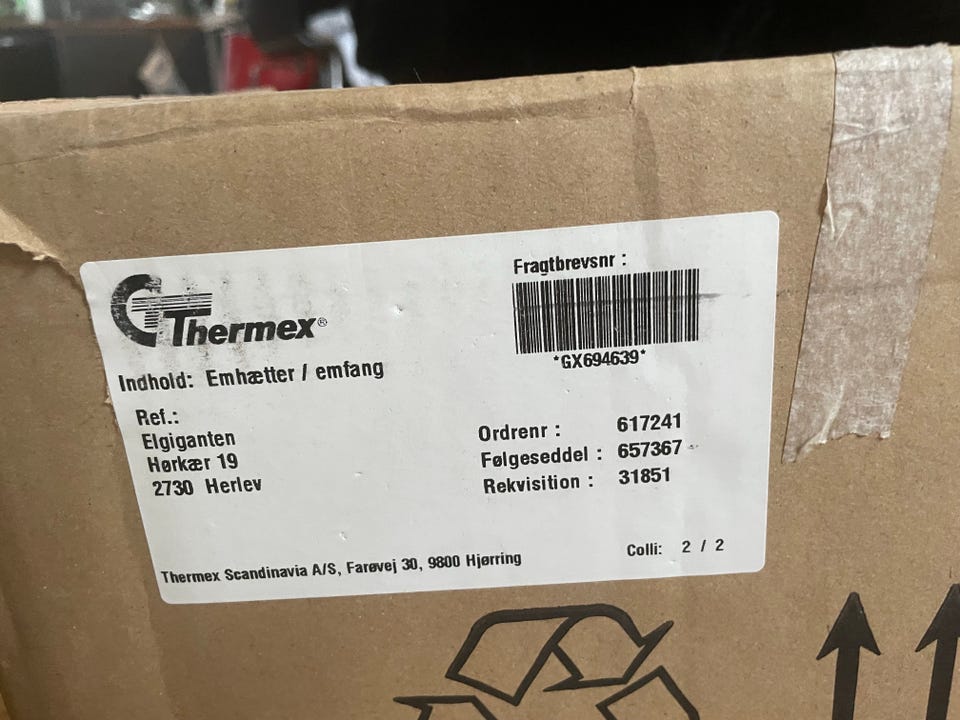 Thermex®
Indhold: Emhætter / emfang
Ref.:
Elgiganten
Hørkær 19
2730 Herlev
Fragtbrevsnr :
*GX694639*
Ordrenr : 617241
Følgeseddel : 657367
Rekvisition : 31851
Colli: 2 / 2
Thermex Scandinavia A/S, Farøvej 30, 9800 Hjørring